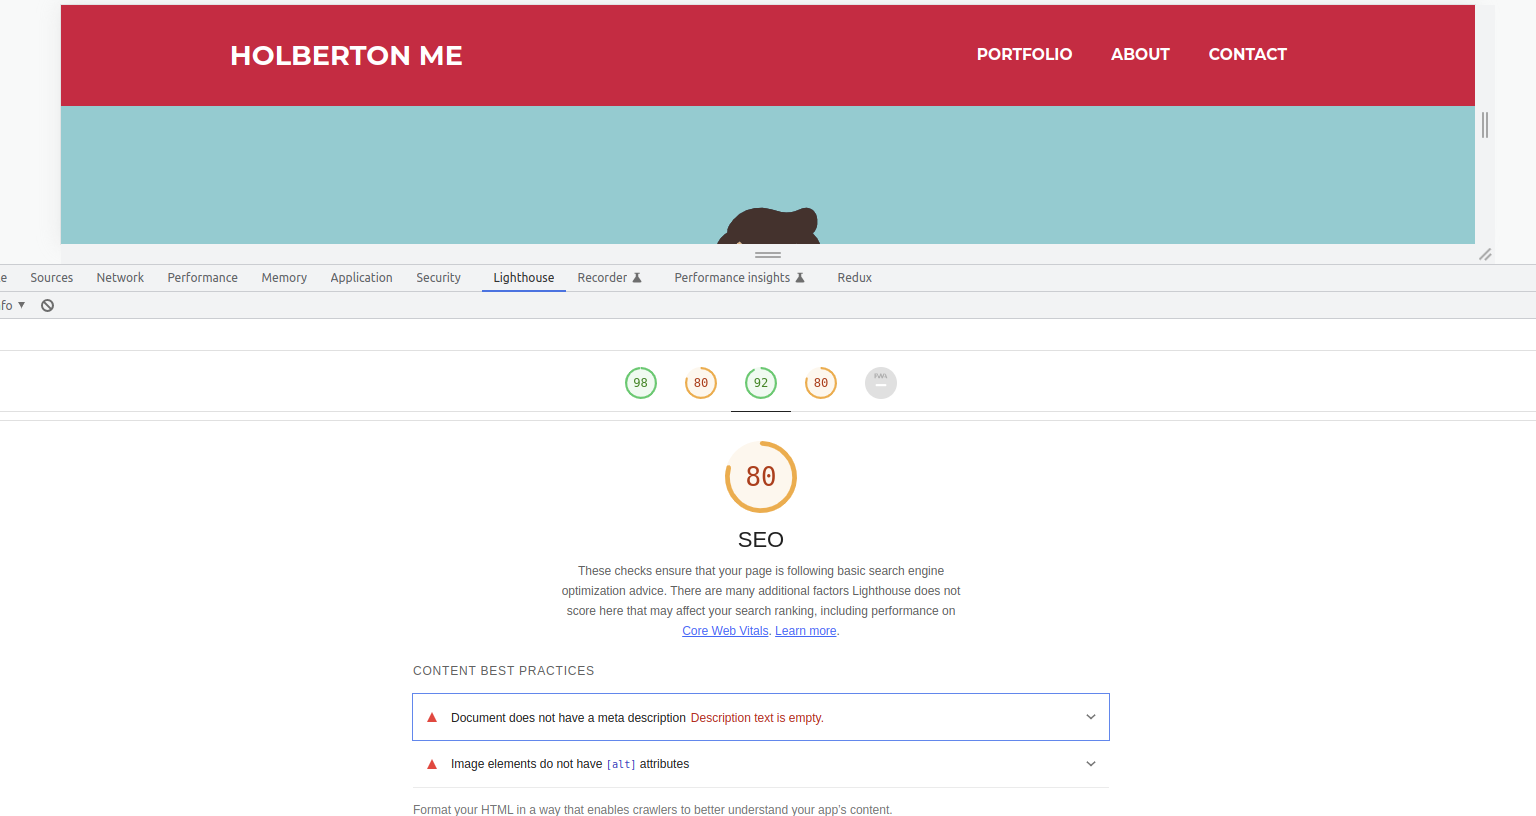 HOLBERTON ME
PORTFOLIO ABOUT CONTACT
Sources Network Performance Memory Application Security Lighthouse Recorder Performance insights Redux
98 80 92 80
80
SEO
These checks ensure that your page is following basic search engine
optimization advice. There are many additional factors Lighthouse does not
score here that may affect your search ranking, including performance on
Core Web Vitals. Learn more.
CONTENT BEST PRACTICES
Document does not have a meta description Description text is empty.
Image elements do not have [alt] attributes
Format your HTML in a way that enables crawlers to better understand your app's content.